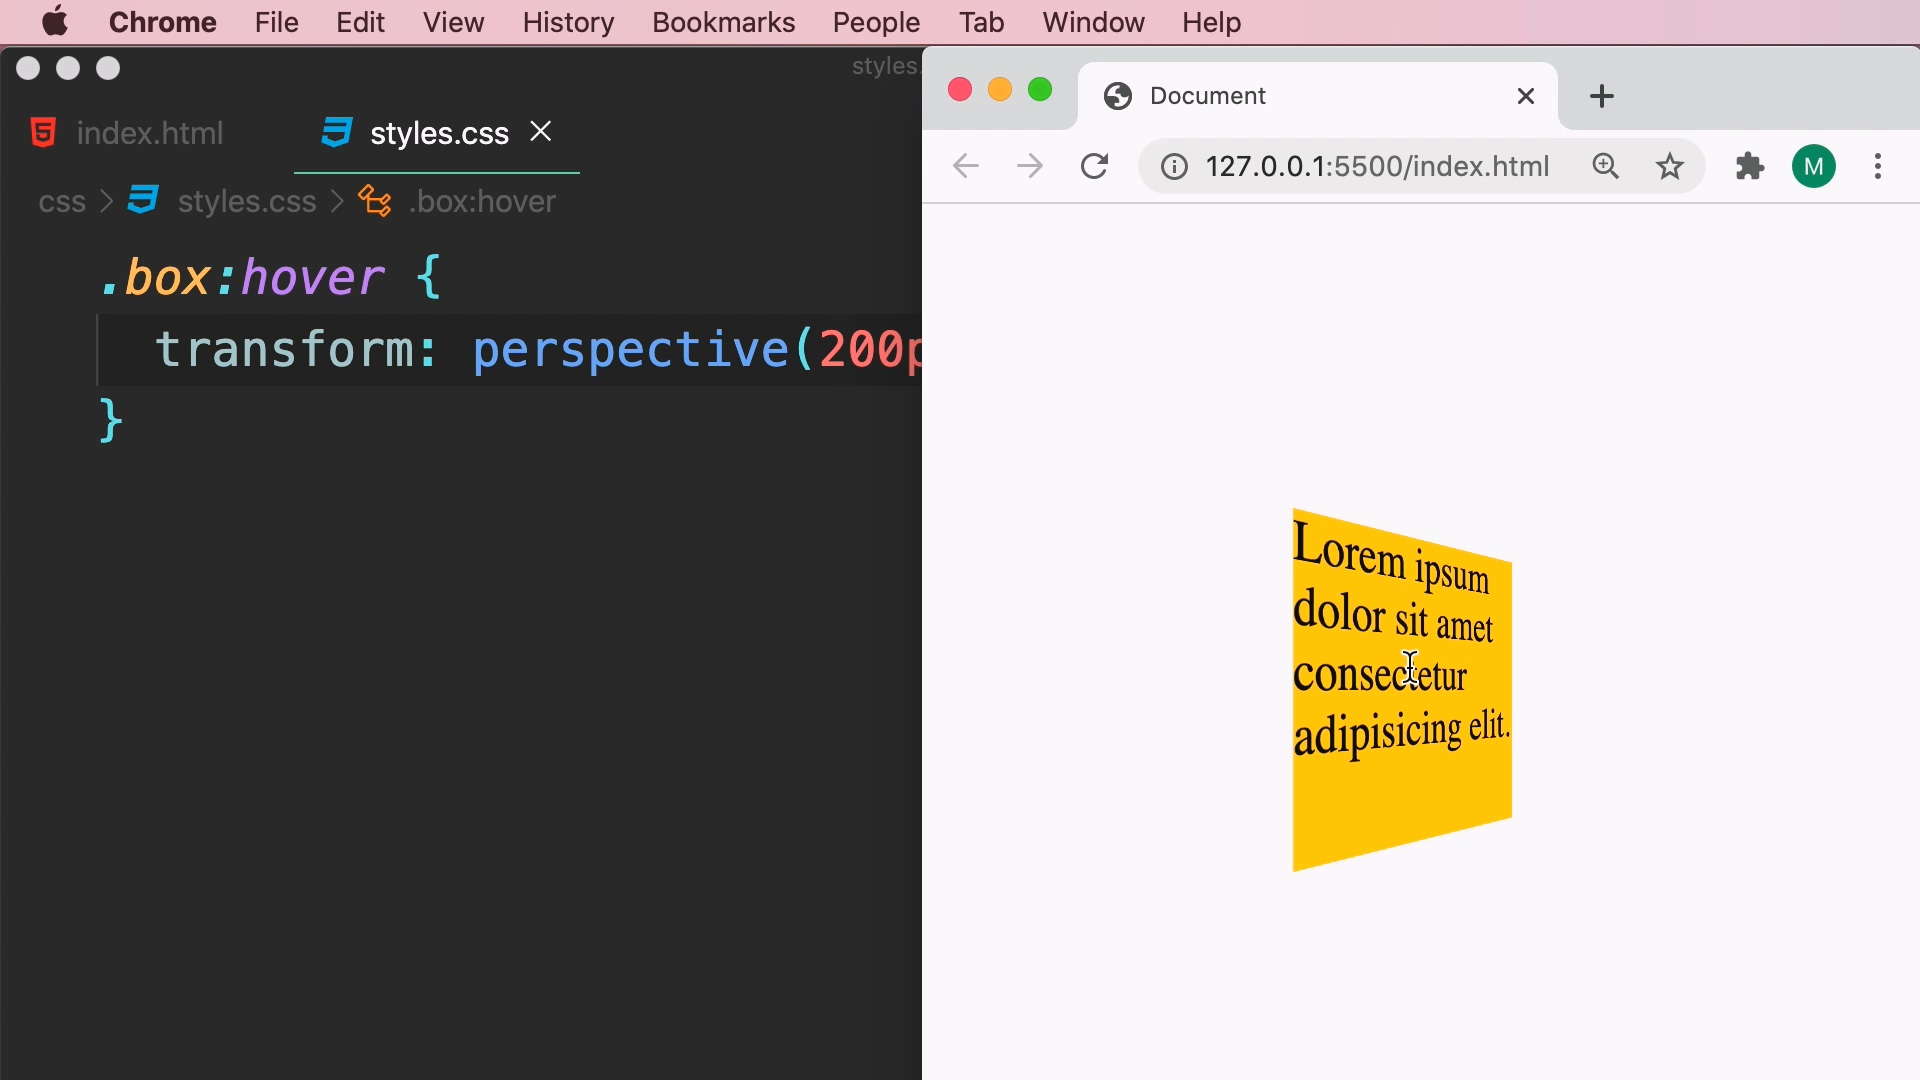 Chrome File Edit View History Bookmarks People Tab Window Help
styles.
index.html styles.css
css > styles.css > .box:hover
.box:hover {
transform: perspective(200p
}
Document
127.0.0.1:5500/index.html
M
Lorem ipsum
dolor sit amet
consectetur
adipisicing elit.